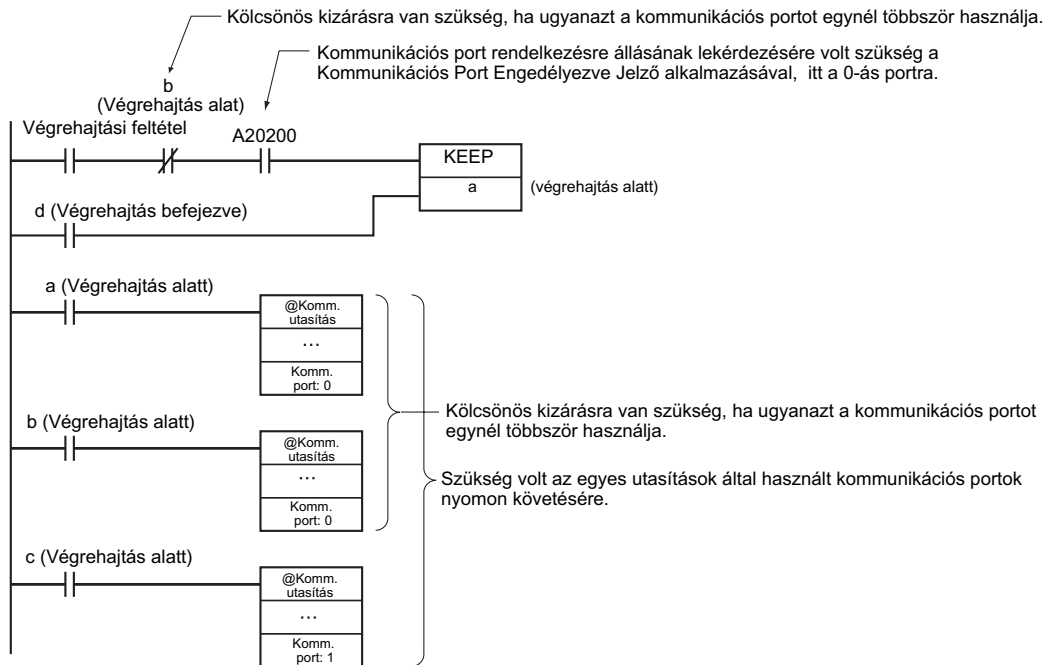 Kölcsönös kizárásra van szükség, ha ugyanazt a kommunikációs portot egynél többször használja.
Kommunikációs port rendelkezésre állásának lekérdezésére volt szükség a
Kommunikációs Port Engedélyezve Jelző alkalmazásával, itt a 0-ás portra.
b
(Végrehajtás alat)
Végrehajtási feltétel
A20200
KEEP
a
(végrehajtás alatt)
d (Végrehajtás befejezve)
a (Végrehajtás alatt)
@Komm.
utasítás
...
Komm.
port: 0
Kölcsönös kizárásra van szükség, ha ugyanazt a kommunikációs portot
egynél többször használja.
b (Végrehajtás alatt)
@Komm.
utasítás
...
Komm.
port: 0
Szükség volt az egyes utasítások által használt kommunikációs portok
nyomon követésére.
c (Végrehajtás alatt)
@Komm.
utasítás
...
Komm.
port: 1